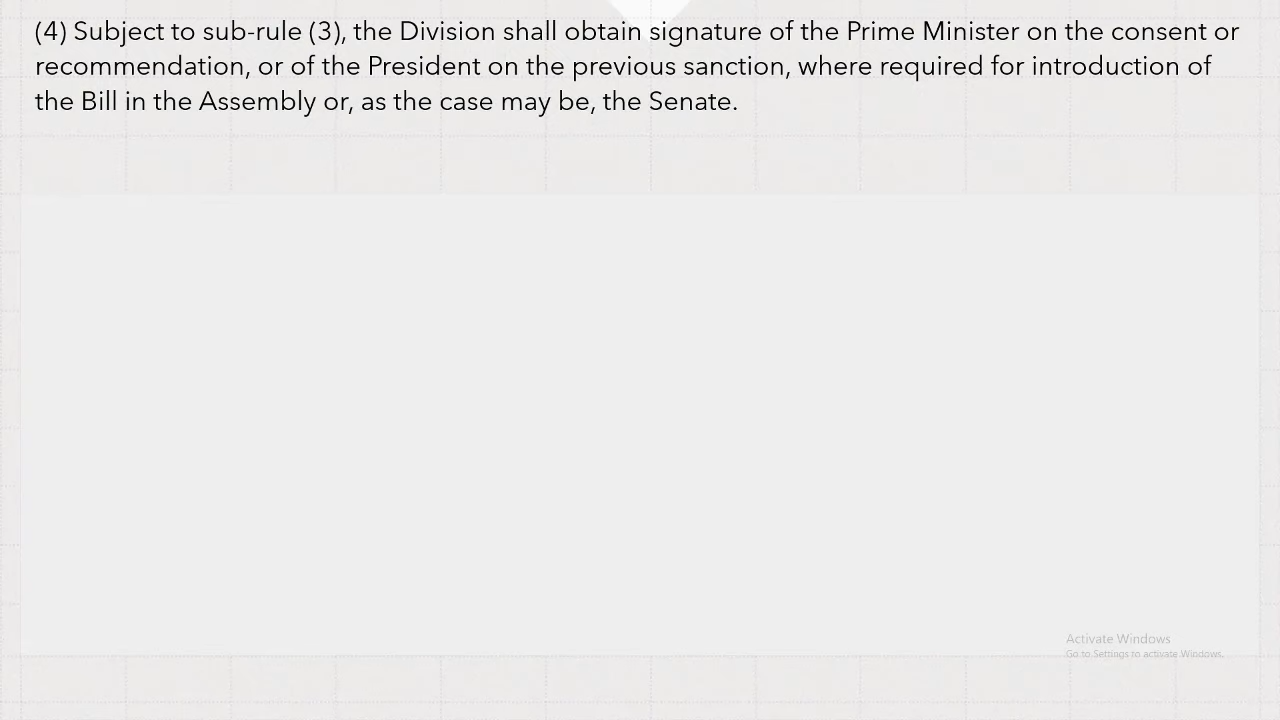 (4) Subject to sub-rule (3), the Division shall obtain signature of the Prime Minister on the consent or
recommendation, or of the President on the previous sanction, where required for introduction of
the Bill in the Assembly or, as the case may be, the Senate.
Activate Windows
Go to Settings to activate Windows.